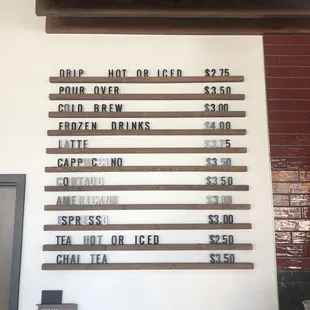 DRIP HOT OR ICED $2.75
POUR OVER $3.50
COLD BREW $3.00
FROZEN DRINKS $4.00
LATTE $3.75
CAPPUCCINO $3.50
CORTADO $3.50
AMERICANO $3.00
ESPRESSO $3.00
TEA HOT OR ICED $2.50
CHAI TEA $3.50